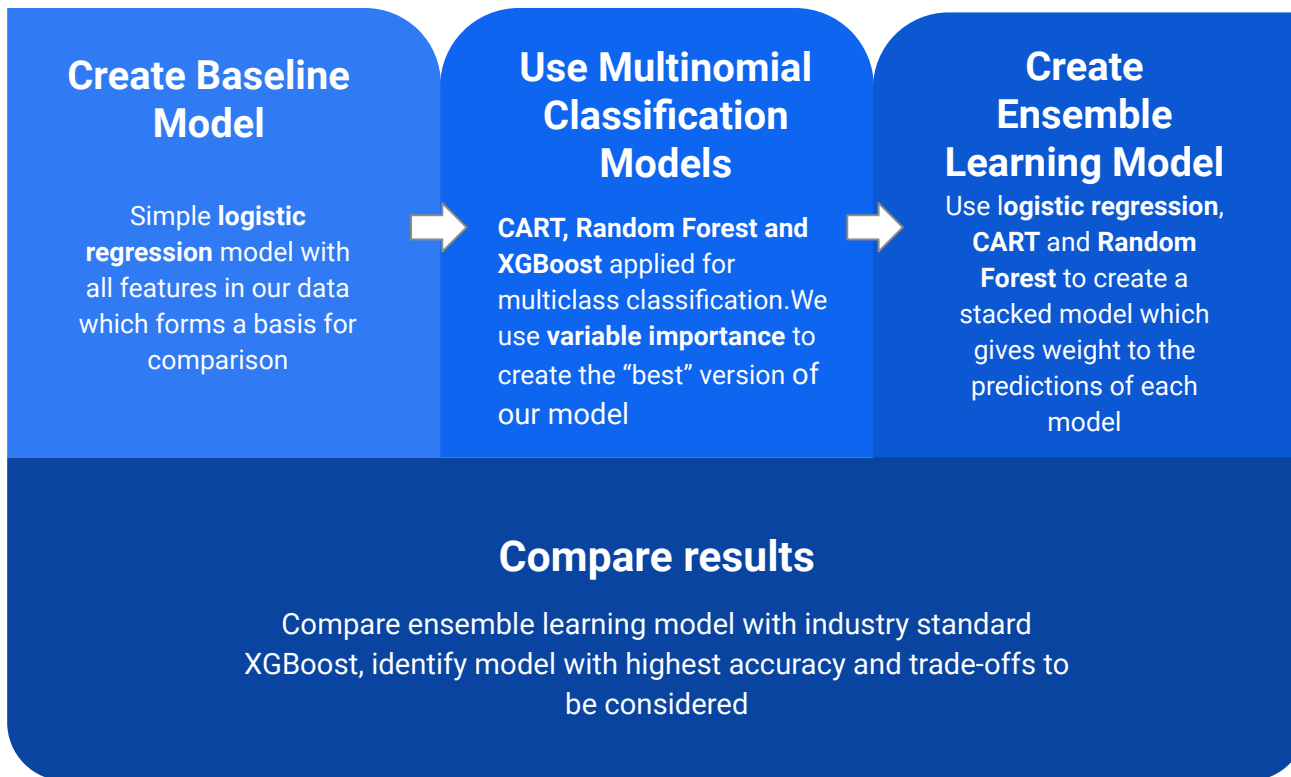 Create Baseline
Model
Simple logistic
regression model with
all features in our data
which forms a basis for
comparison
Use Multinomial
Classification
Models
CART, Random Forest and
XGBoost applied for
multiclass classification.We
use variable importance to
create the “best” version of
our model
Create
Ensemble
Learning Model
Use logistic regression,
CART and Random
Forest to create a
stacked model which
gives weight to the
predictions of each
model
Compare results
Compare ensemble learning model with industry standard
XGBoost, identify model with highest accuracy and trade-offs to
be considered